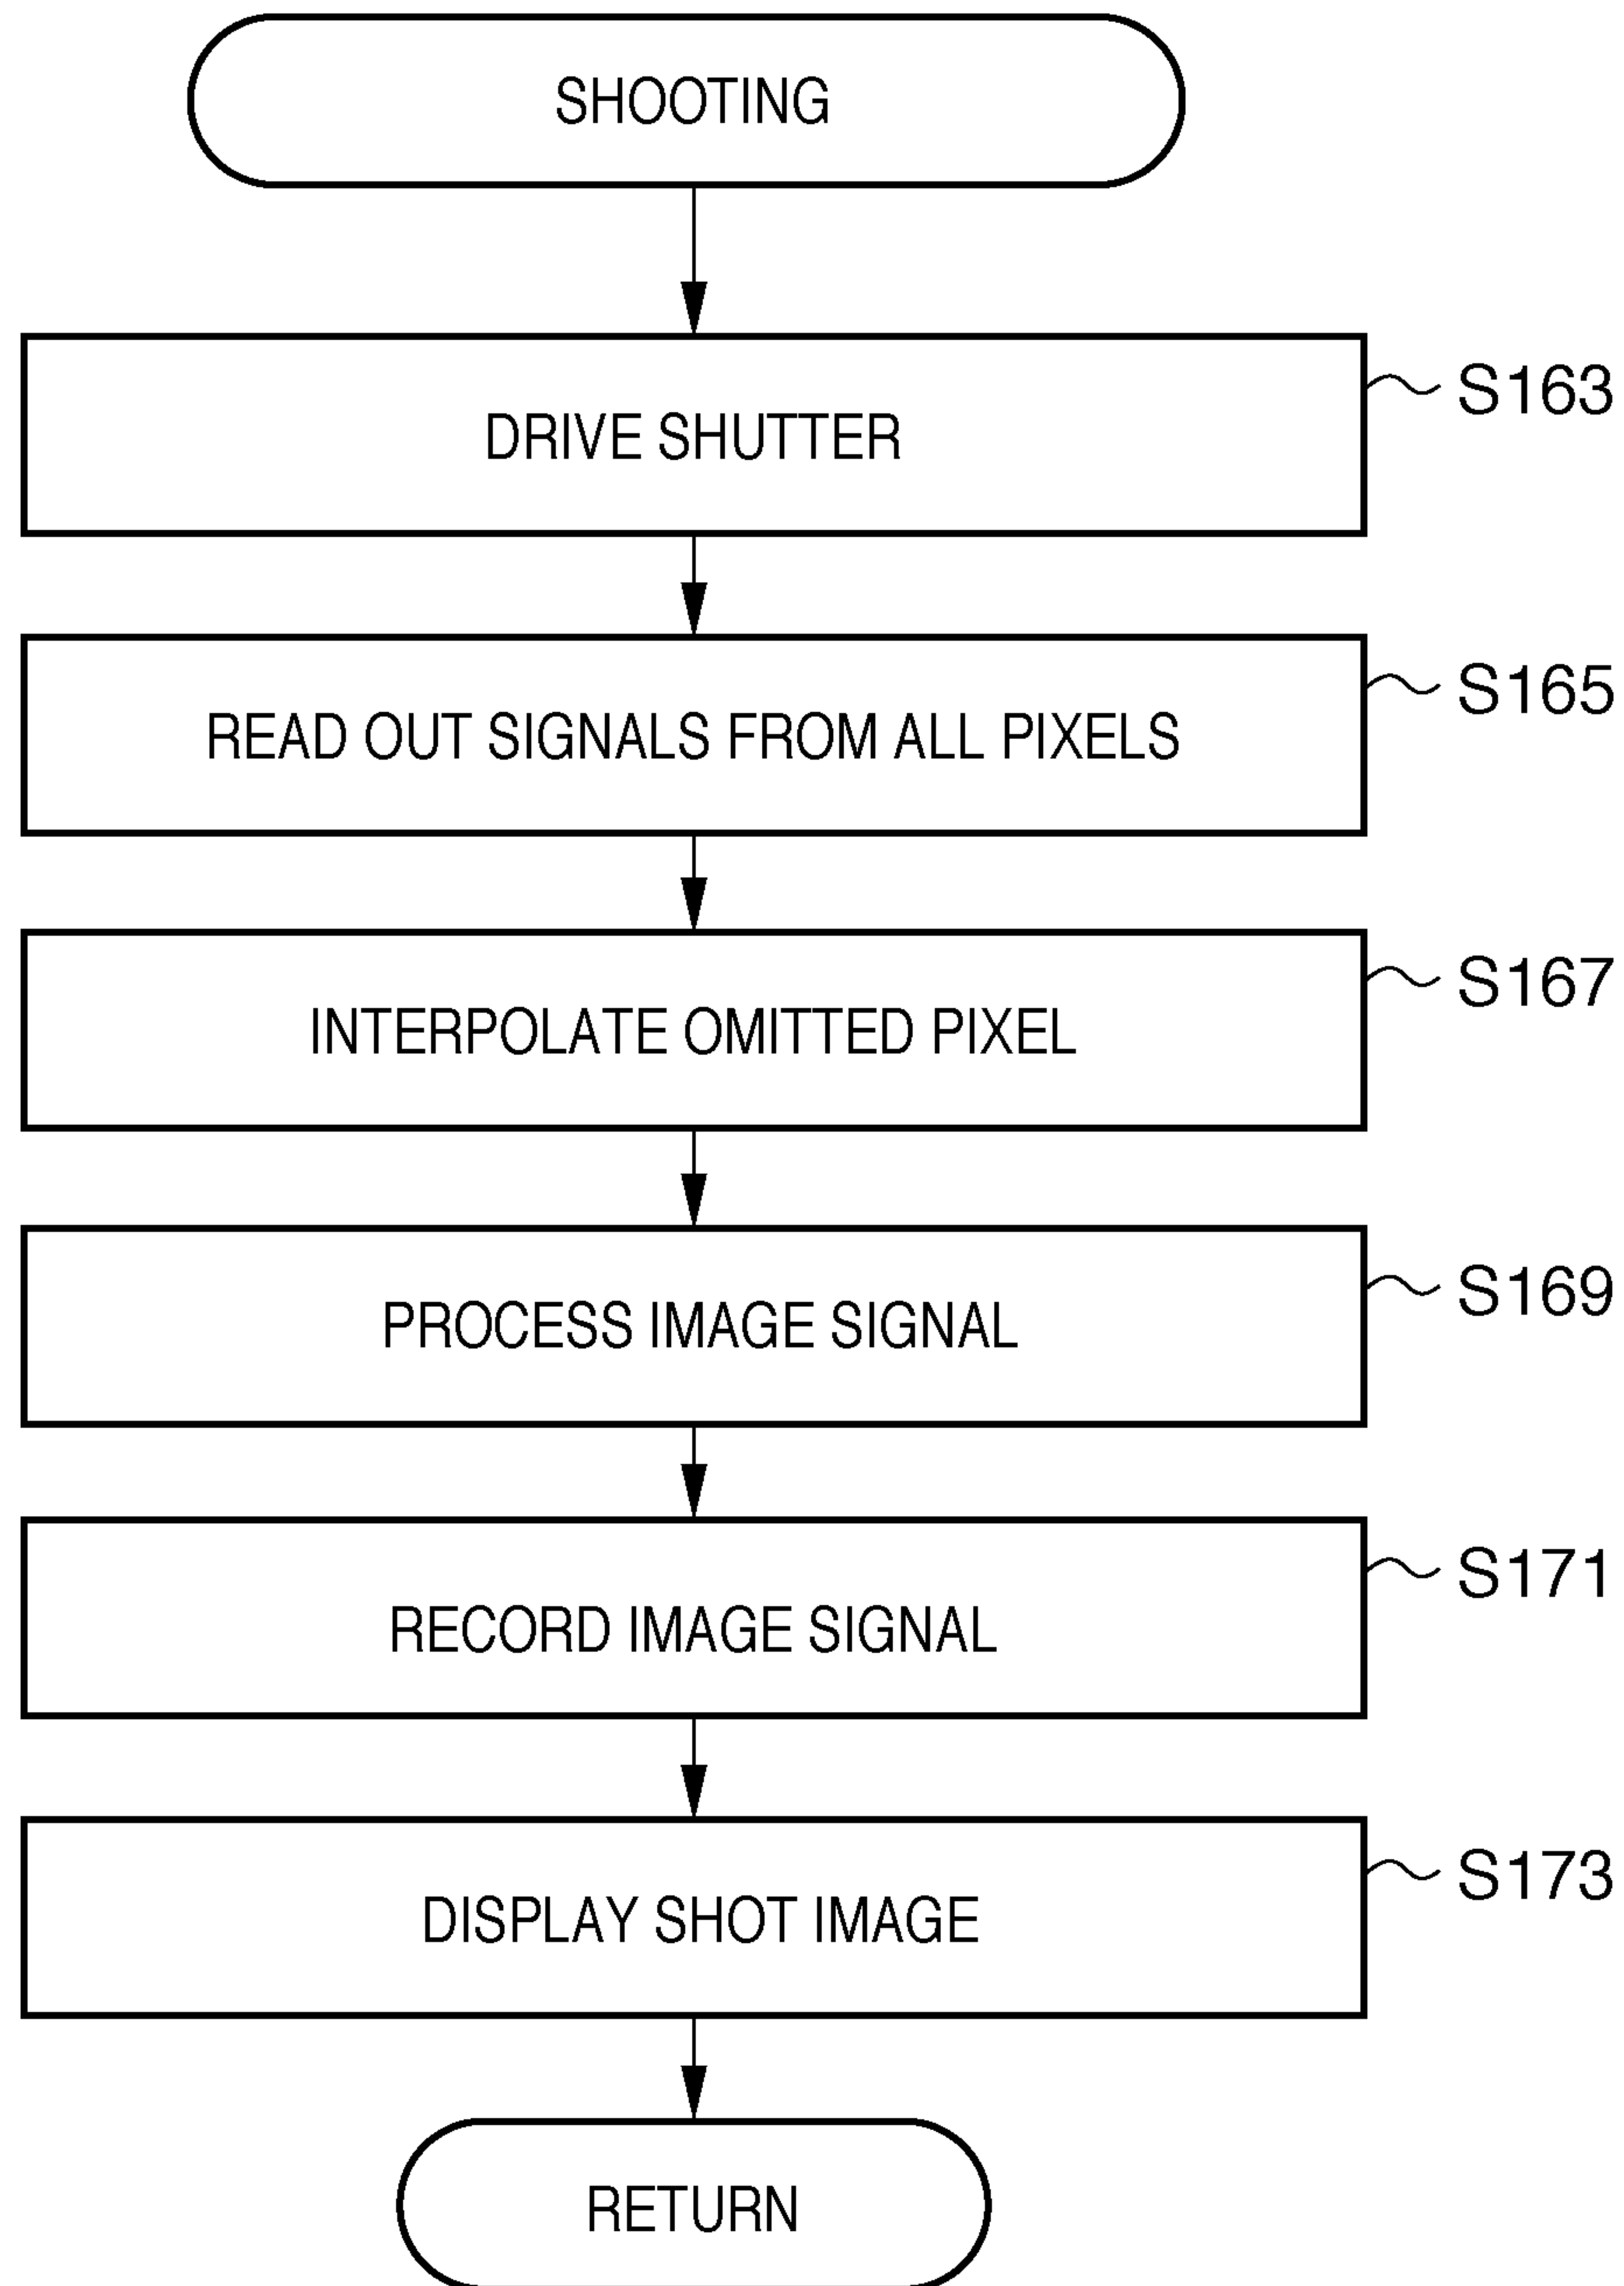 SHOOTING
DRIVE SHUTTER
S163
READ OUT SIGNALS FROM ALL PIXELS
S165
INTERPOLATE OMITTED PIXEL
S167
PROCESS IMAGE SIGNAL
S169
RECORD IMAGE SIGNAL
S171
DISPLAY SHOT IMAGE
S173
RETURN